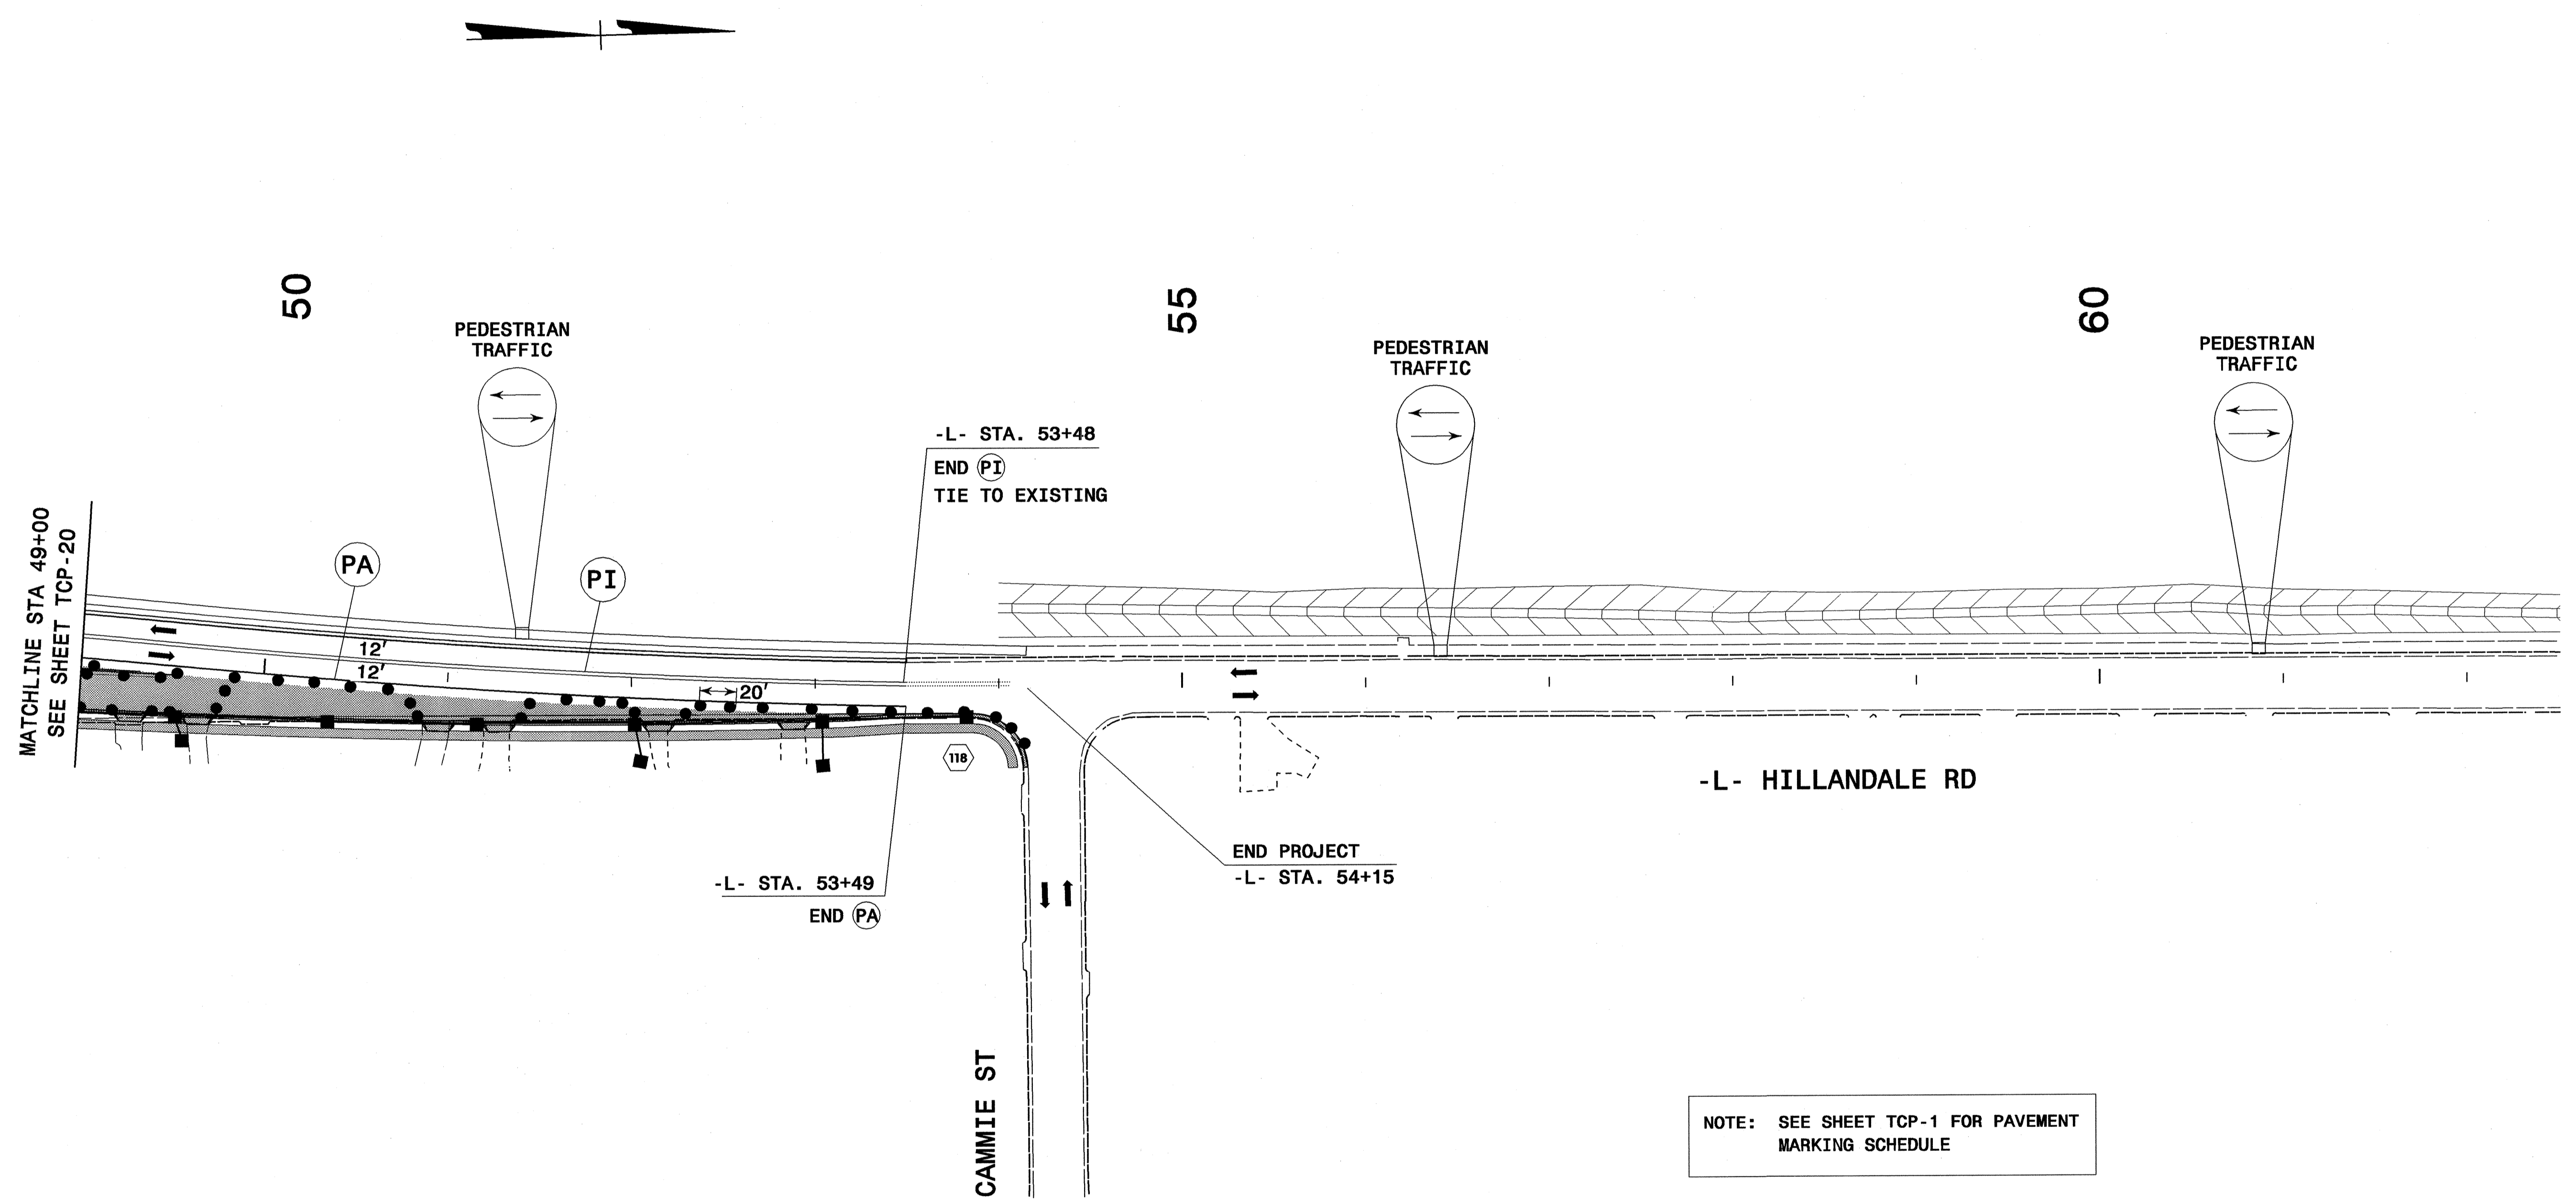 50
55
60
PEDESTRIAN
TRAFFIC
PEDESTRIAN
TRAFFIC
PEDESTRIAN
TRAFFIC
-L- STA. 53+48
END PI
TIE TO EXISTING
MATCHLINE STA 49+00
SEE SHEET TCP-20
PA
PI
12'
12'
20'
118
-L- HILLANDALE RD
-L- STA. 53+49
END PA
END PROJECT
-L- STA. 54+15
CAMMIE ST
NOTE: SEE SHEET TCP-1 FOR PAVEMENT
MARKING SCHEDULE